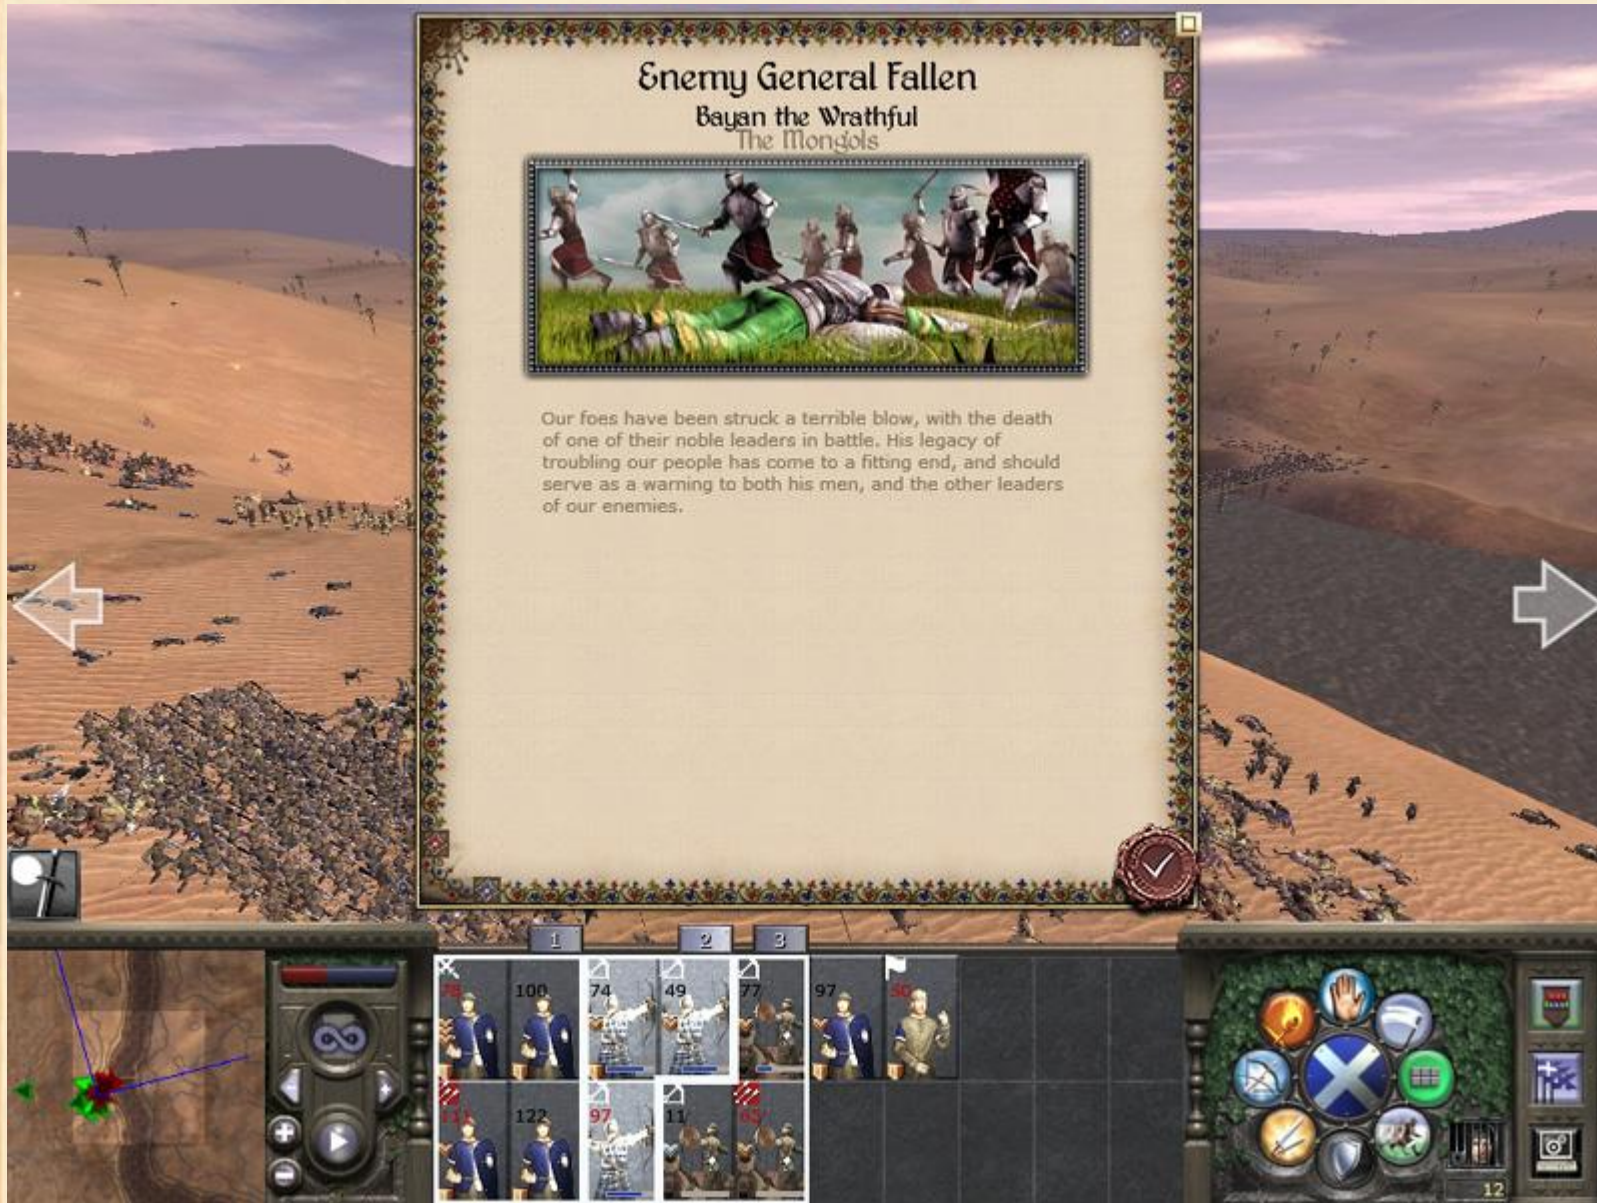 Enemy General Fallen
Bayan the Wrathful
The Mongols
Our foes have been struck a terrible blow, with the death
of one of their noble leaders in battle. His legacy of
troubling our people has come to a fitting end, and should
serve as a warning to both his men, and the other leaders
of our enemies.
1
2
3
78
100
74
49
77
97
30
111
122
97
11
12